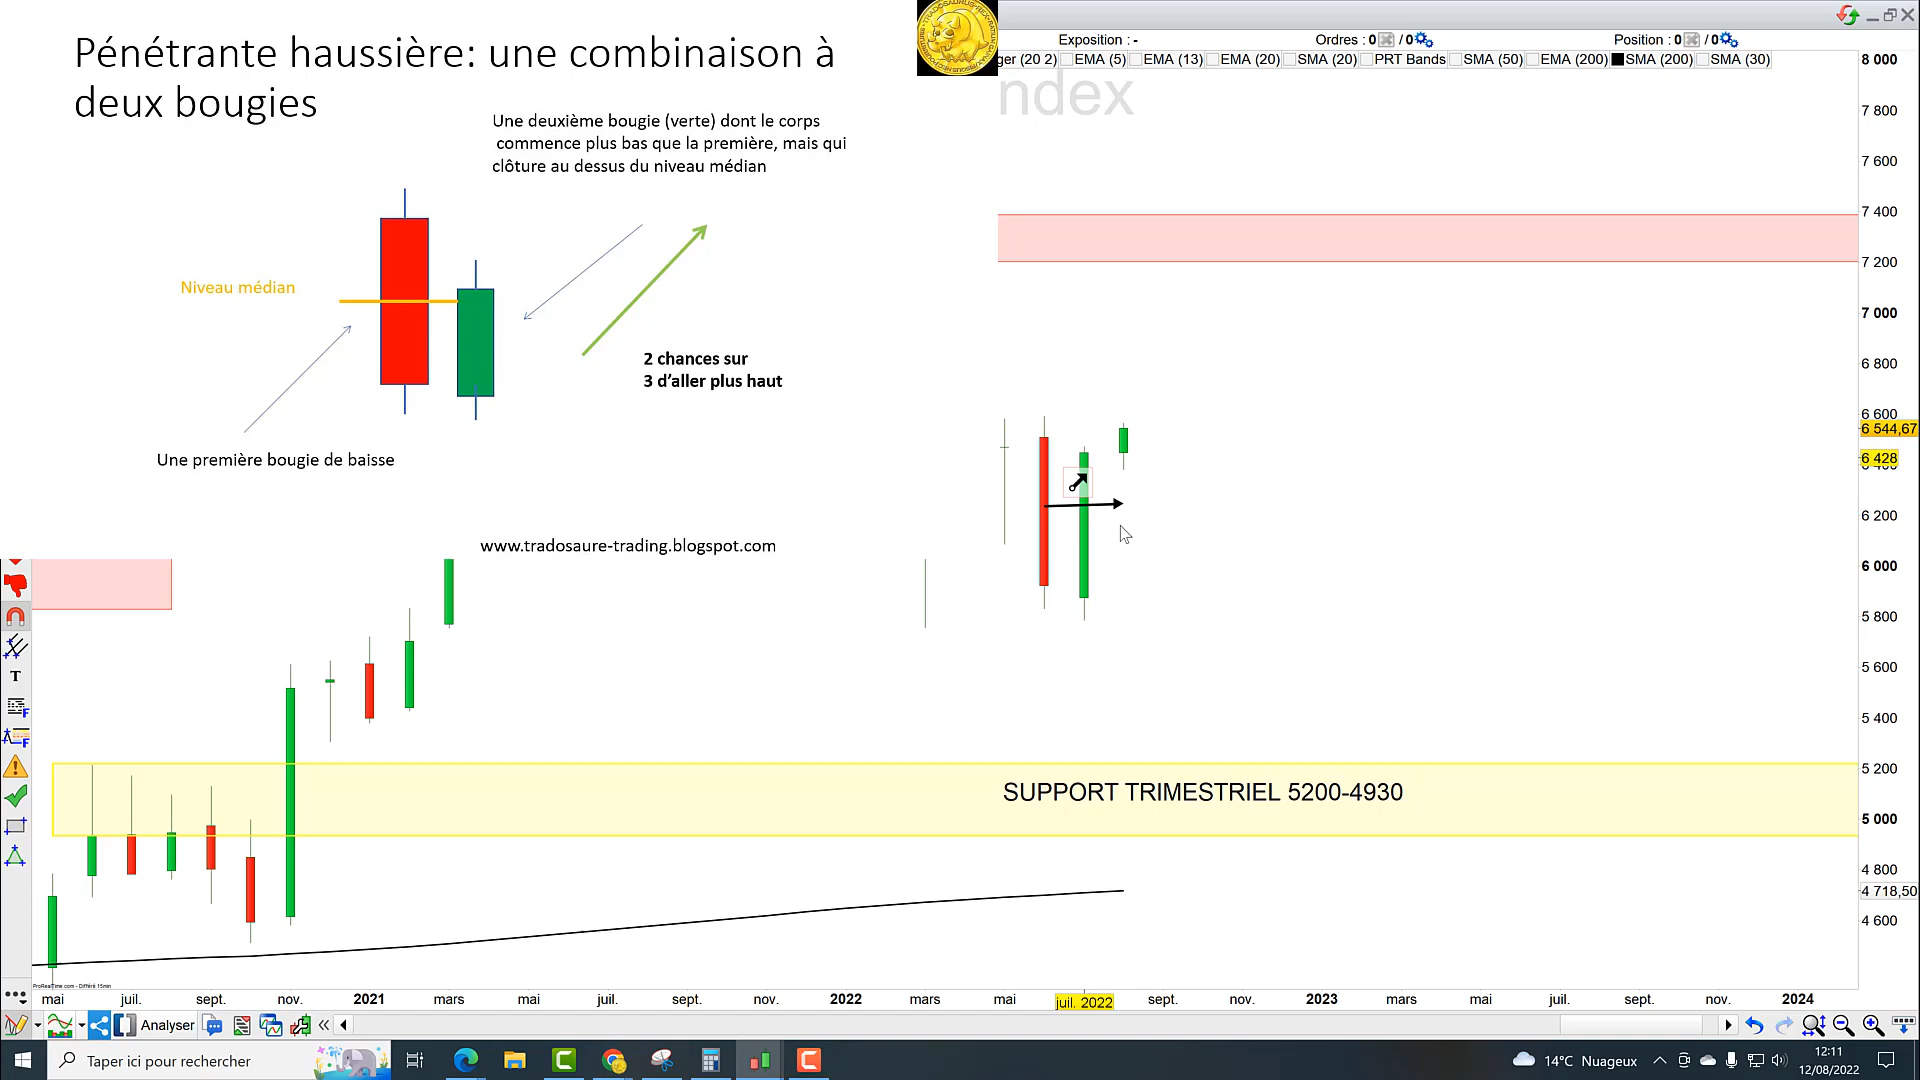 Pénétrante haussière: une combinaison à
deux bougies
Une deuxième bougie (verte) dont le corps
commence plus bas que la première, mais qui
clôture au dessus du niveau médian
Niveau médian
2 chances sur
3 d'aller plus haut
Une première bougie de baisse
www.tradosaure-trading.blogspot.com
Exposition : -
Ordres : 0 / 0
Position : 0 / 0
ger (20 2) EMA (5) EMA (13) EMA (20) SMA (20) PRT Bands SMA (50) EMA (200) SMA (200) SMA (30)
ndex
8 000
7 800
7 600
7 400
7 200
7 000
6 800
6 600
6 544,67
6 428
6 200
6 000
5 800
5 600
5 400
5 200
5 000
4 800
4 718,50
4 600
SUPPORT TRIMESTRIEL 5200-4930
ProRealTime.com - Différé 15min
mai juil. sept. nov. 2021 mars mai juil. sept. nov. 2022 mars mai juil. 2022 sept. nov. 2023 mars mai juil. sept. nov. 2024
Analyser
Taper ici pour rechercher
14°C Nuageux
12:11
12/08/2022